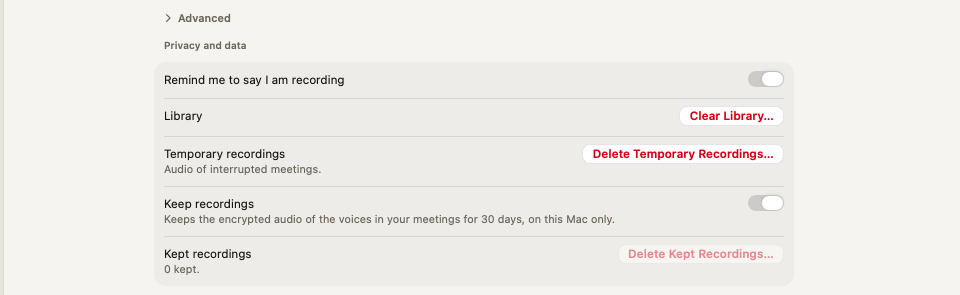 Advanced
Privacy and data
Remind me to say I am recording
Library
Clear Library...
Temporary recordings
Delete Temporary Recordings...
Audio of interrupted meetings.
Keep recordings
Keeps the encrypted audio of the voices in your meetings for 30 days, on this Mac only.
Kept recordings
Delete Kept Recordings...
0 kept.